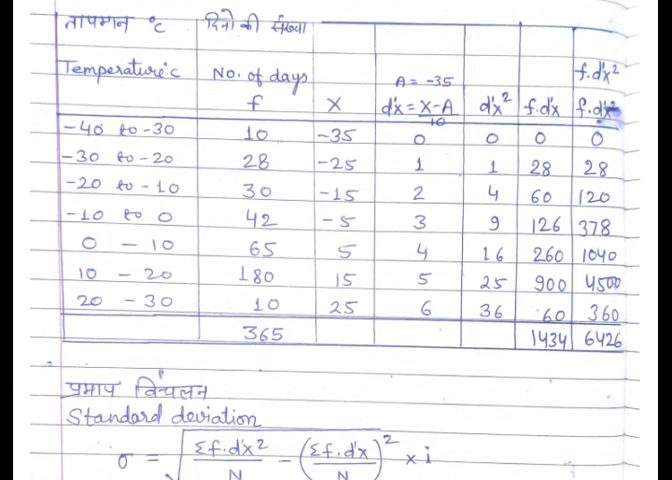 तापमान °C दिनो की संख्या
Temperature°C No. of days A = -35 f.d'x²
f X d'x = X-A/10 d'x² f.d'x f.d'x²
-40 to -30 10 -35 0 0 0 0
-30 to -20 28 -25 1 1 28 28
-20 to -10 30 -15 2 4 60 120
-10 to 0 42 -5 3 9 126 378
0 - 10 65 5 4 16 260 1040
10 - 20 180 15 5 25 900 4500
20 - 30 10 25 6 36 60 360
365 1434 6426
प्रमाप विचलन
Standard deviation
σ = √ Σf.d'x²/N - (Σf.d'x/N)² × i